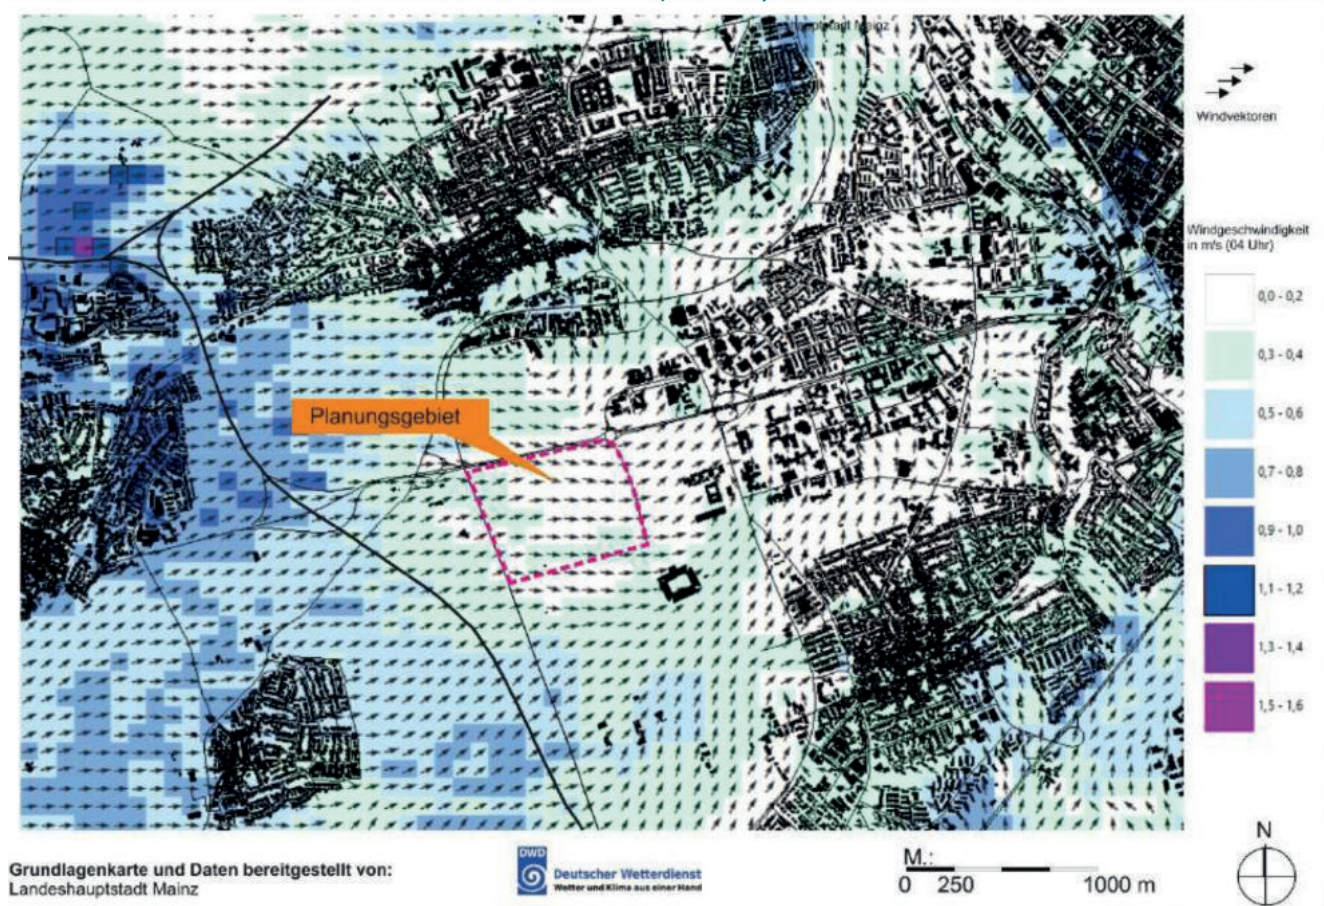 hauptstadt Mainz
Windvektoren
Windgeschwindigkeit
in m/s (04 Uhr)
0,0 - 0,2
0,3 - 0,4
0,5 - 0,6
0,7 - 0,8
0,9 - 1,0
1,1 - 1,2
1,3 - 1,4
1,5 - 1,6
Planungsgebiet
N
Grundlagenkarte und Daten bereitgestellt von:
Landeshauptstadt Mainz
DWD
Deutscher Wetterdienst
Wetter und Klima aus einer Hand
M.:
0 250 1000 m